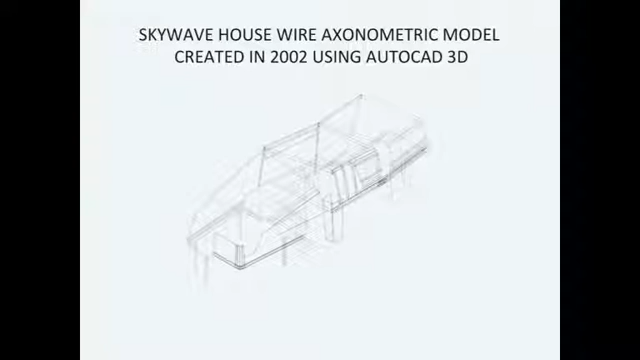 SKYWAVE HOUSE WIRE AXONOMETRIC MODEL
CREATED IN 2002 USING AUTOCAD 3D